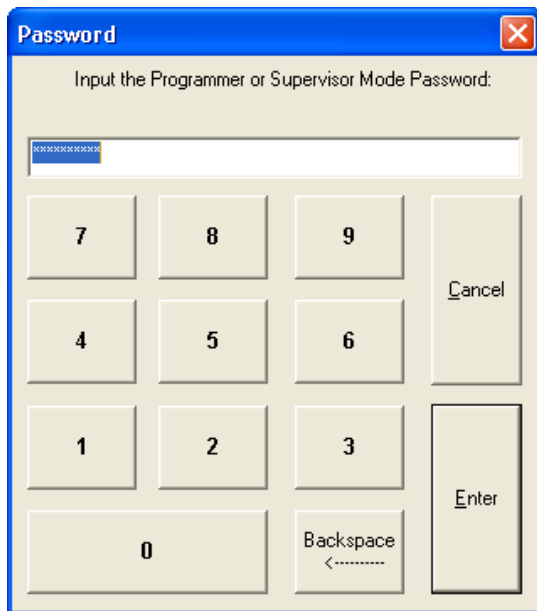 Password
Input the Programmer or Supervisor Mode Password:
**********
7 8 9
Cancel
4 5 6
1 2 3
Enter
0 Backspace
<----------